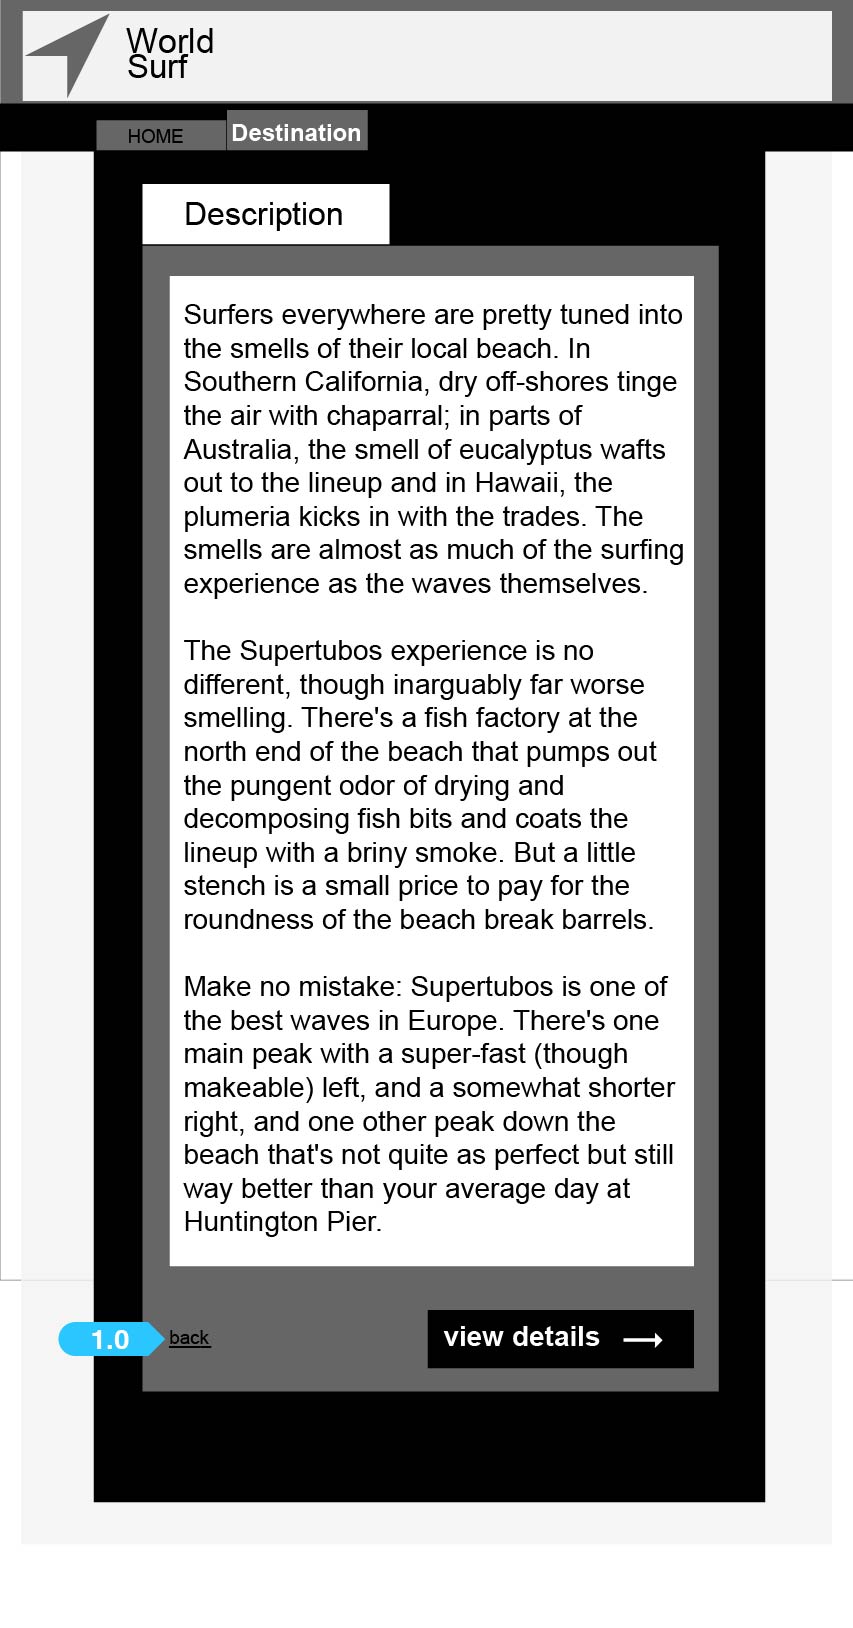 World
Surf
HOME
Destination
Description
Surfers everywhere are pretty tuned into
the smells of their local beach. In
Southern California, dry off-shores tinge
the air with chaparral; in parts of
Australia, the smell of eucalyptus wafts
out to the lineup and in Hawaii, the
plumeria kicks in with the trades. The
smells are almost as much of the surfing
experience as the waves themselves.
The Supertubos experience is no
different, though inarguably far worse
smelling. There's a fish factory at the
north end of the beach that pumps out
the pungent odor of drying and
decomposing fish bits and coats the
lineup with a briny smoke. But a little
stench is a small price to pay for the
roundness of the beach break barrels.
Make no mistake: Supertubos is one of
the best waves in Europe. There's one
main peak with a super-fast (though
makeable) left, and a somewhat shorter
right, and one other peak down the
beach that's not quite as perfect but still
way better than your average day at
Huntington Pier.
1.0
back
view details